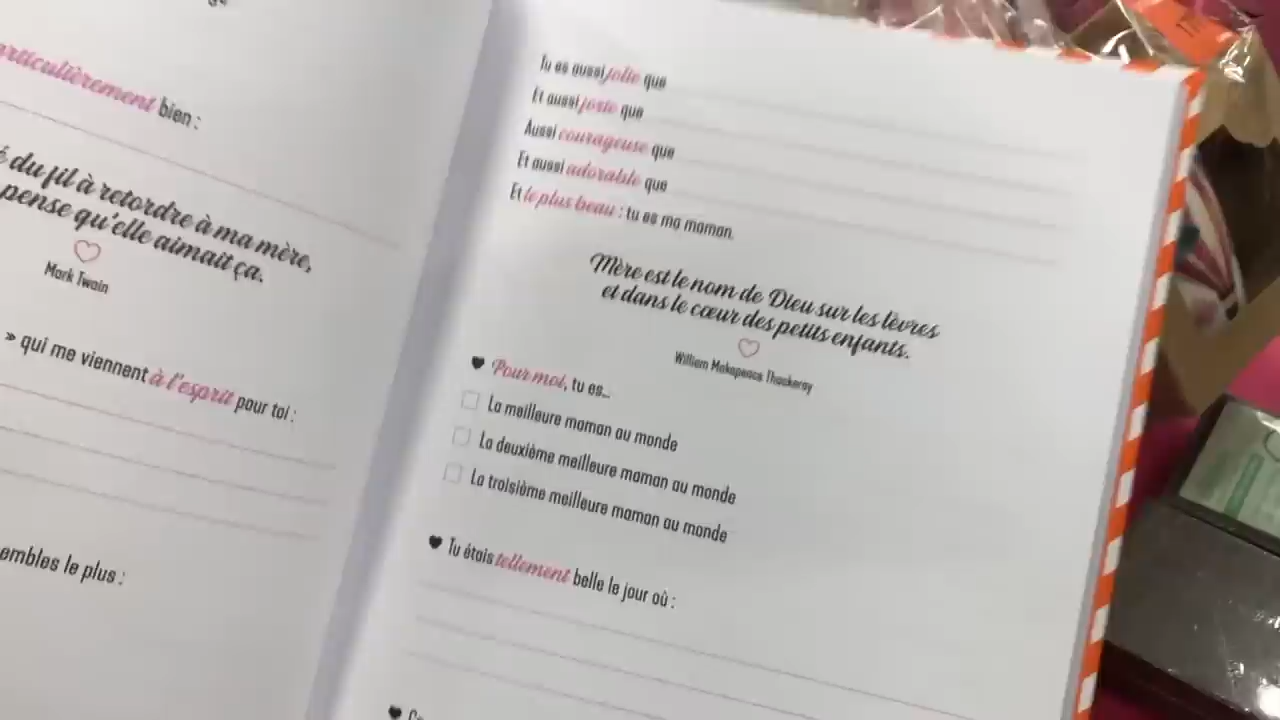 particulièrement bien :
du fil à retordre à ma mère,
pense qu'elle aimait ça.
Mark Twain
» qui me viennent à l'esprit pour toi :
le plus :
Tu es aussi jolie que
Et aussi forte que
Aussi courageuse que
Et aussi adorable que
Et le plus beau : tu es ma maman.
Mère est le nom de Dieu sur les lèvres
et dans le cœur des petits enfants.
William Makepeace Thackeray
Pour moi, tu es...
La meilleure maman au monde
La deuxième meilleure maman au monde
La troisième meilleure maman au monde
Tu étais tellement belle le jour où :